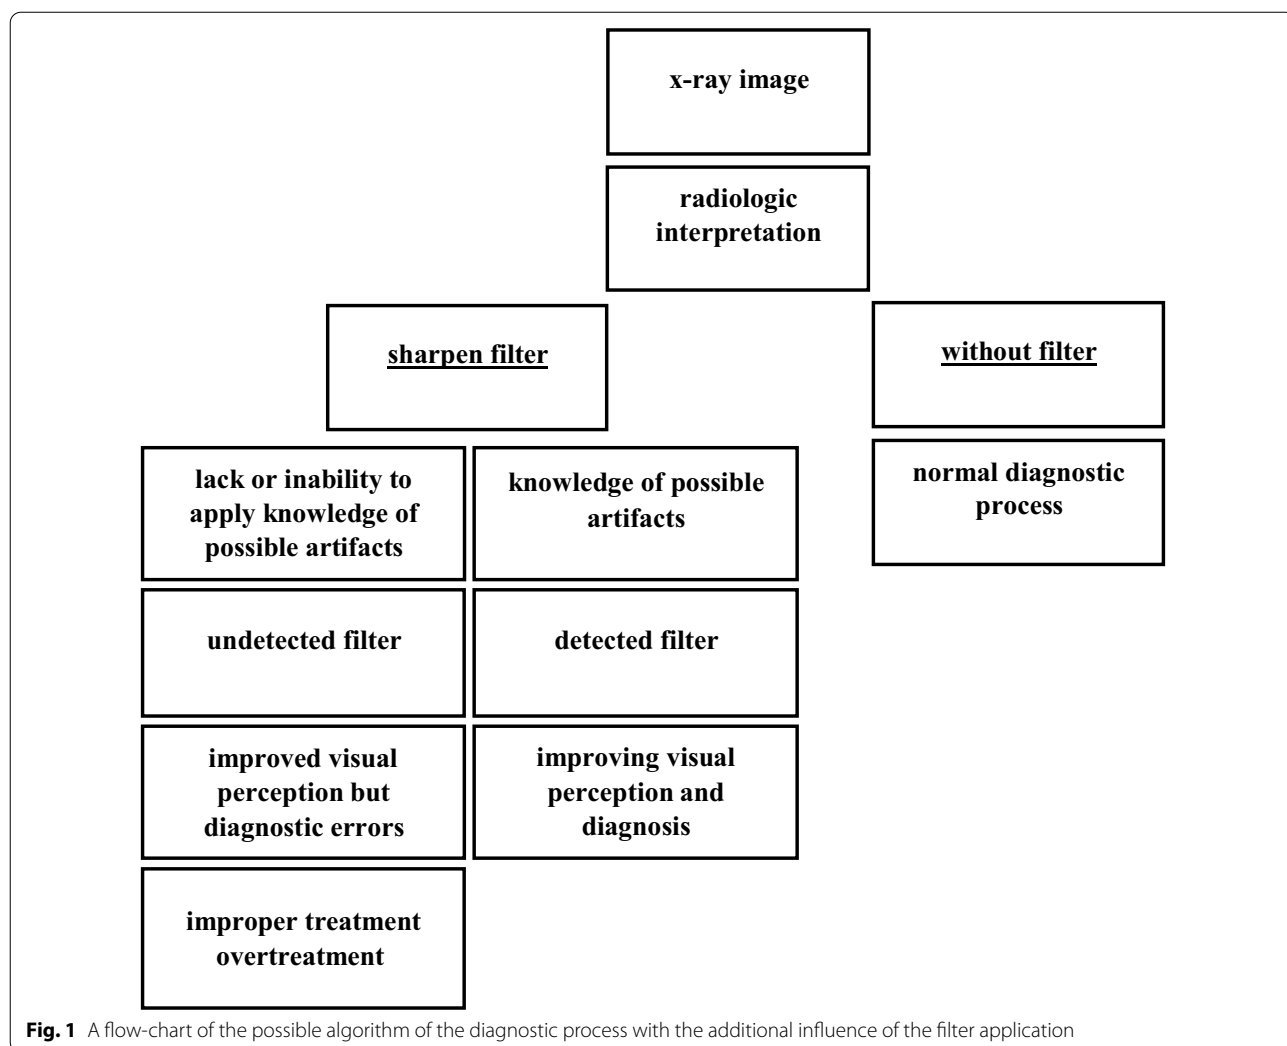 x-ray image
radiologic
interpretation
sharpen filter
without filter
lack or inability to
apply knowledge of
possible artifacts
knowledge of possible
artifacts
normal diagnostic
process
undetected filter
detected filter
improved visual
perception but
diagnostic errors
improving visual
perception and
diagnosis
improper treatment
overtreatment
Fig. 1 A flow-chart of the possible algorithm of the diagnostic process with the additional influence of the filter application